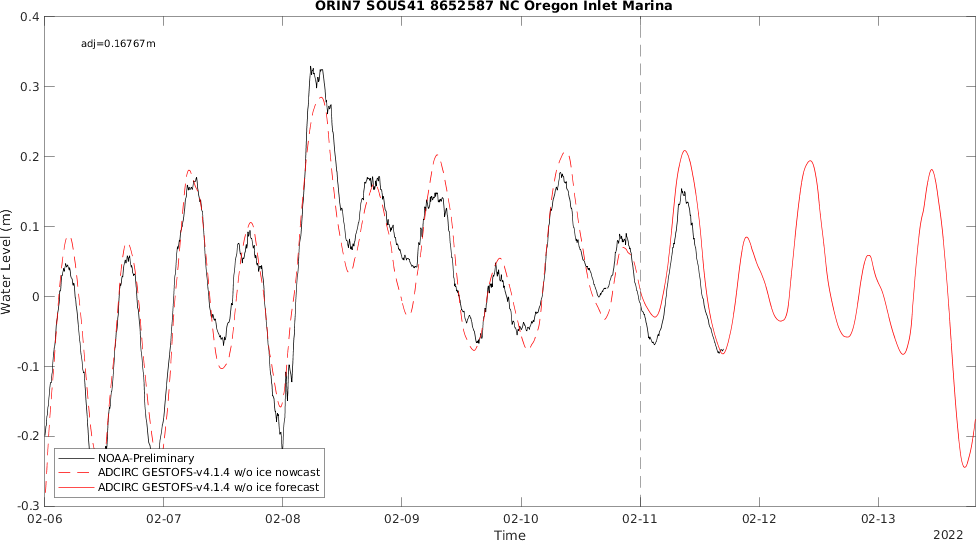 ORIN7 SOUS41 8652587 NC Oregon Inlet Marina
adj=0.16767m
0.4
0.3
0.2
0.1
0
-0.1
-0.2
-0.3
Water Level (m)
NOAA-Preliminary
ADCIRC GESTOFS-v4.1.4 w/o ice nowcast
ADCIRC GESTOFS-v4.1.4 w/o ice forecast
02-06 02-07 02-08 02-09 02-10 02-11 02-12 02-13
Time
2022